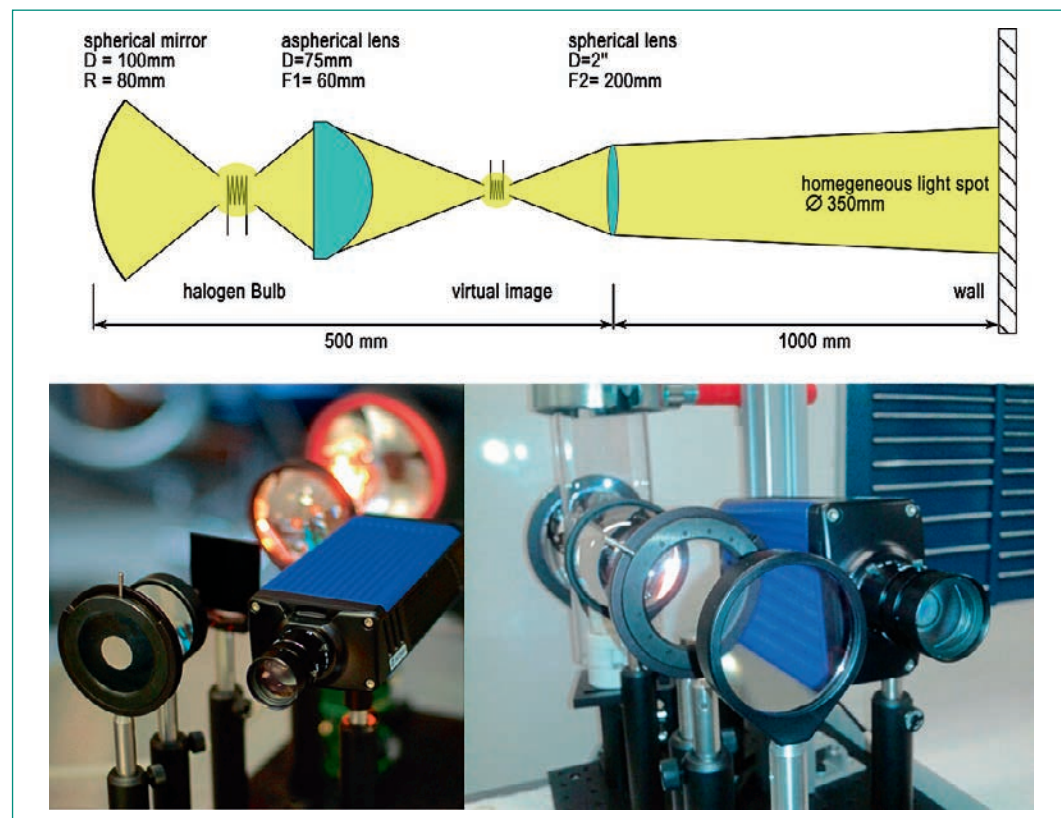 spherical mirror
D = 100mm
R = 80mm
aspherical lens
D=75mm
F1= 60mm
spherical lens
D=2"
F2= 200mm
homegeneous light spot
Ø 350mm
halogen Bulb
virtual image
wall
500 mm
1000 mm